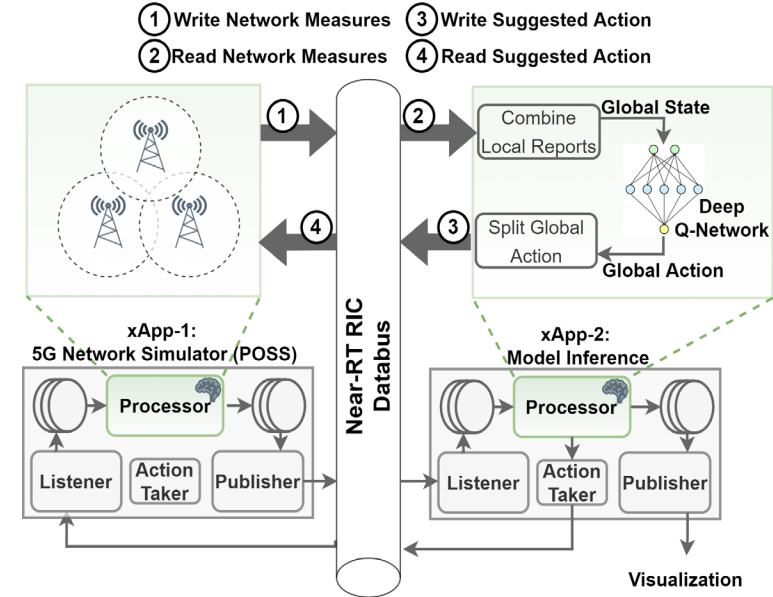 1 Write Network Measures
3 Write Suggested Action
2 Read Network Measures
4 Read Suggested Action
1
2
Combine
Local Reports
Global State
Deep
Q-Network
4
3
Split Global
Action
Global Action
Near-RT RIC
Databus
xApp-1:
5G Network Simulator (POSS)
Processor
Listener
Action
Taker
Publisher
xApp-2:
Model Inference
Processor
Listener
Action
Taker
Publisher
Visualization